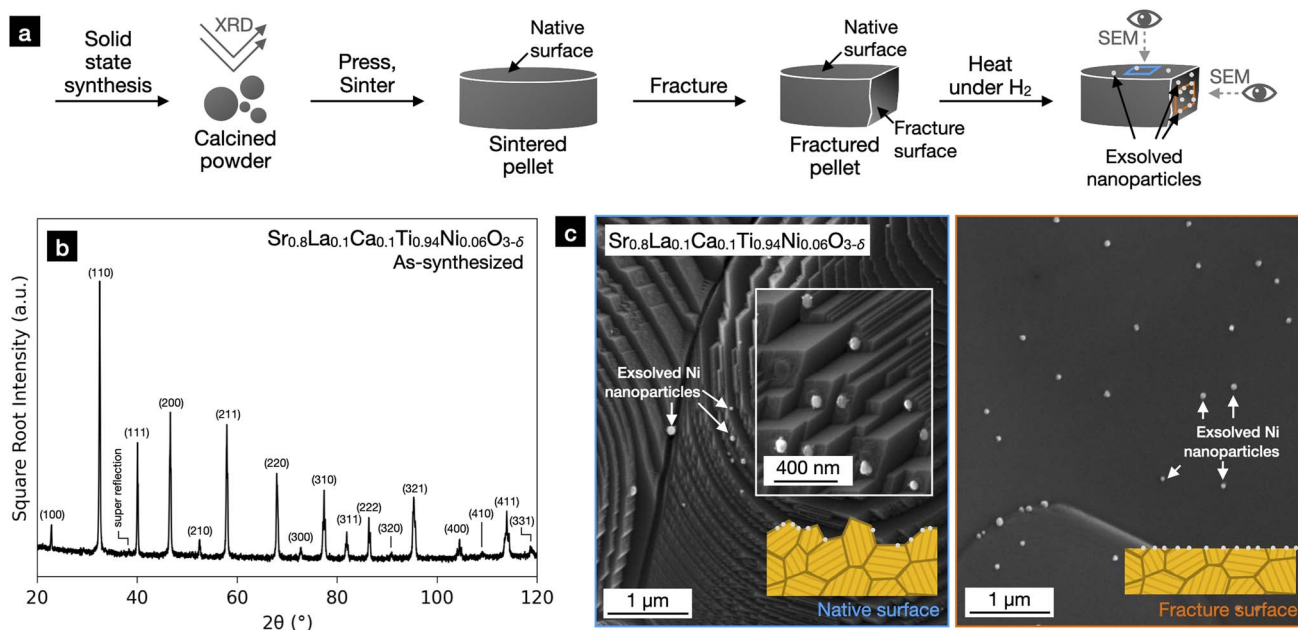 a
Solid
state
synthesis
XRD
Calcined
powder
Press,
Sinter
Native
surface
Sintered
pellet
Fracture
Native
surface
Fracture
surface
Fractured
pellet
Heat
under H₂
SEM
SEM
Exsolved
nanoparticles
b
Sr₀.₈La₀.₁Ca₀.₁Ti₀.₉₄Ni₀.₀₆O₃₋δ
As-synthesized
Square Root Intensity (a.u.)
(100)
(110)
super reflection
(111)
(200)
(210)
(211)
(220)
(300)
(310)
(311)
(222)
(320)
(321)
(400)
(410)
(411)
(331)
20
40
60
80
100
120
2θ (°)
c
Sr₀.₈La₀.₁Ca₀.₁Ti₀.₉₄Ni₀.₀₆O₃₋δ
Exsolved Ni
nanoparticles
400 nm
1 μm
Native surface
Exsolved Ni
nanoparticles
1 μm
Fracture surface